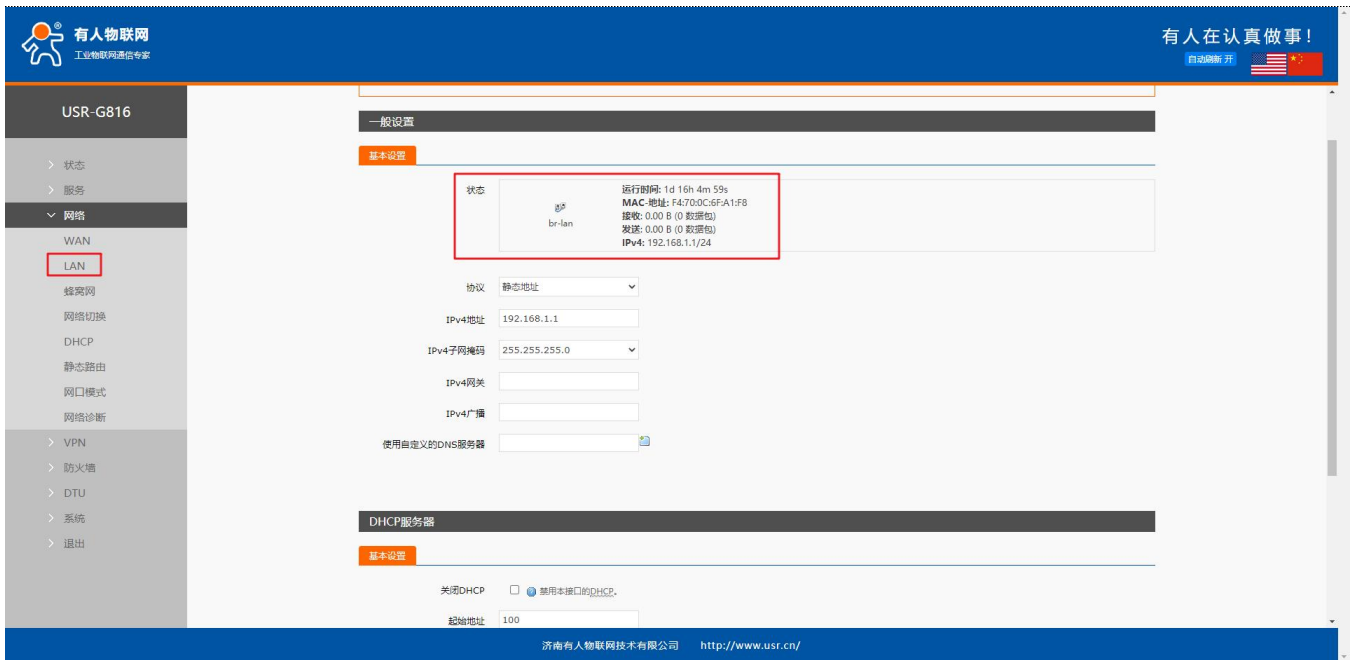 有人物联网
工业物联网通信专家
有人在认真做事!
自动刷新 开
USR-G816
状态
服务
网络
WAN
LAN
蜂窝网
网络切换
DHCP
静态路由
网口模式
网络诊断
VPN
防火墙
DTU
系统
退出
一般设置
基本设置
状态
br-lan
运行时间: 1d 16h 4m 59s
MAC-地址: F4:70:0C:6F:A1:F8
接收: 0.00 B (0 数据包)
发送: 0.00 B (0 数据包)
IPv4: 192.168.1.1/24
协议 静态地址
IPv4地址 192.168.1.1
IPv4子网掩码 255.255.255.0
IPv4网关
IPv4广播
使用自定义的DNS服务器
DHCP服务器
基本设置
关闭DHCP 禁用本接口的DHCP。
起始地址 100
济南有人物联网技术有限公司 http://www.usr.cn/